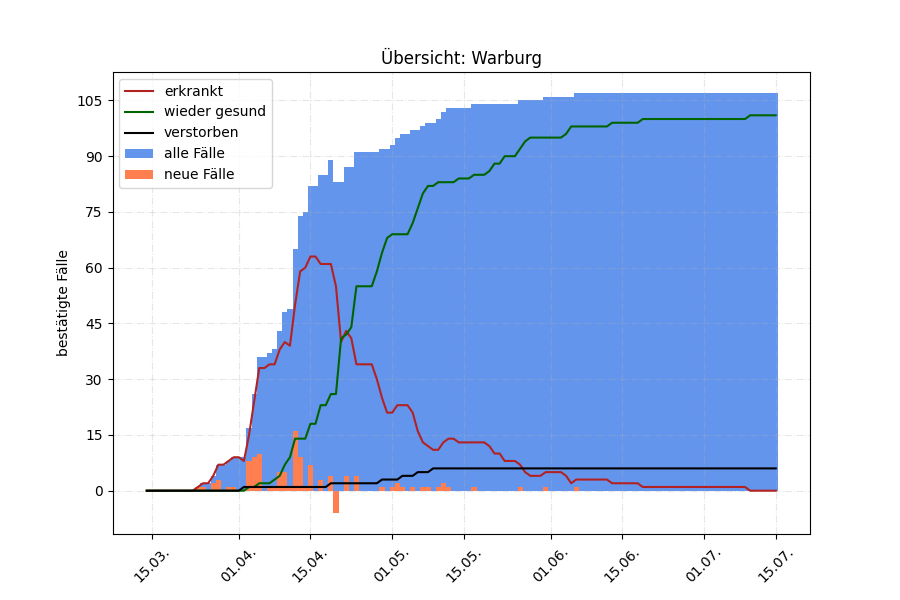 Übersicht: Warburg
erkrankt
wieder gesund
verstorben
alle Fälle
neue Fälle
bestätigte Fälle
105
90
75
60
45
30
15
0
15.03.
01.04.
15.04.
01.05.
15.05.
01.06.
15.06.
01.07.
15.07.